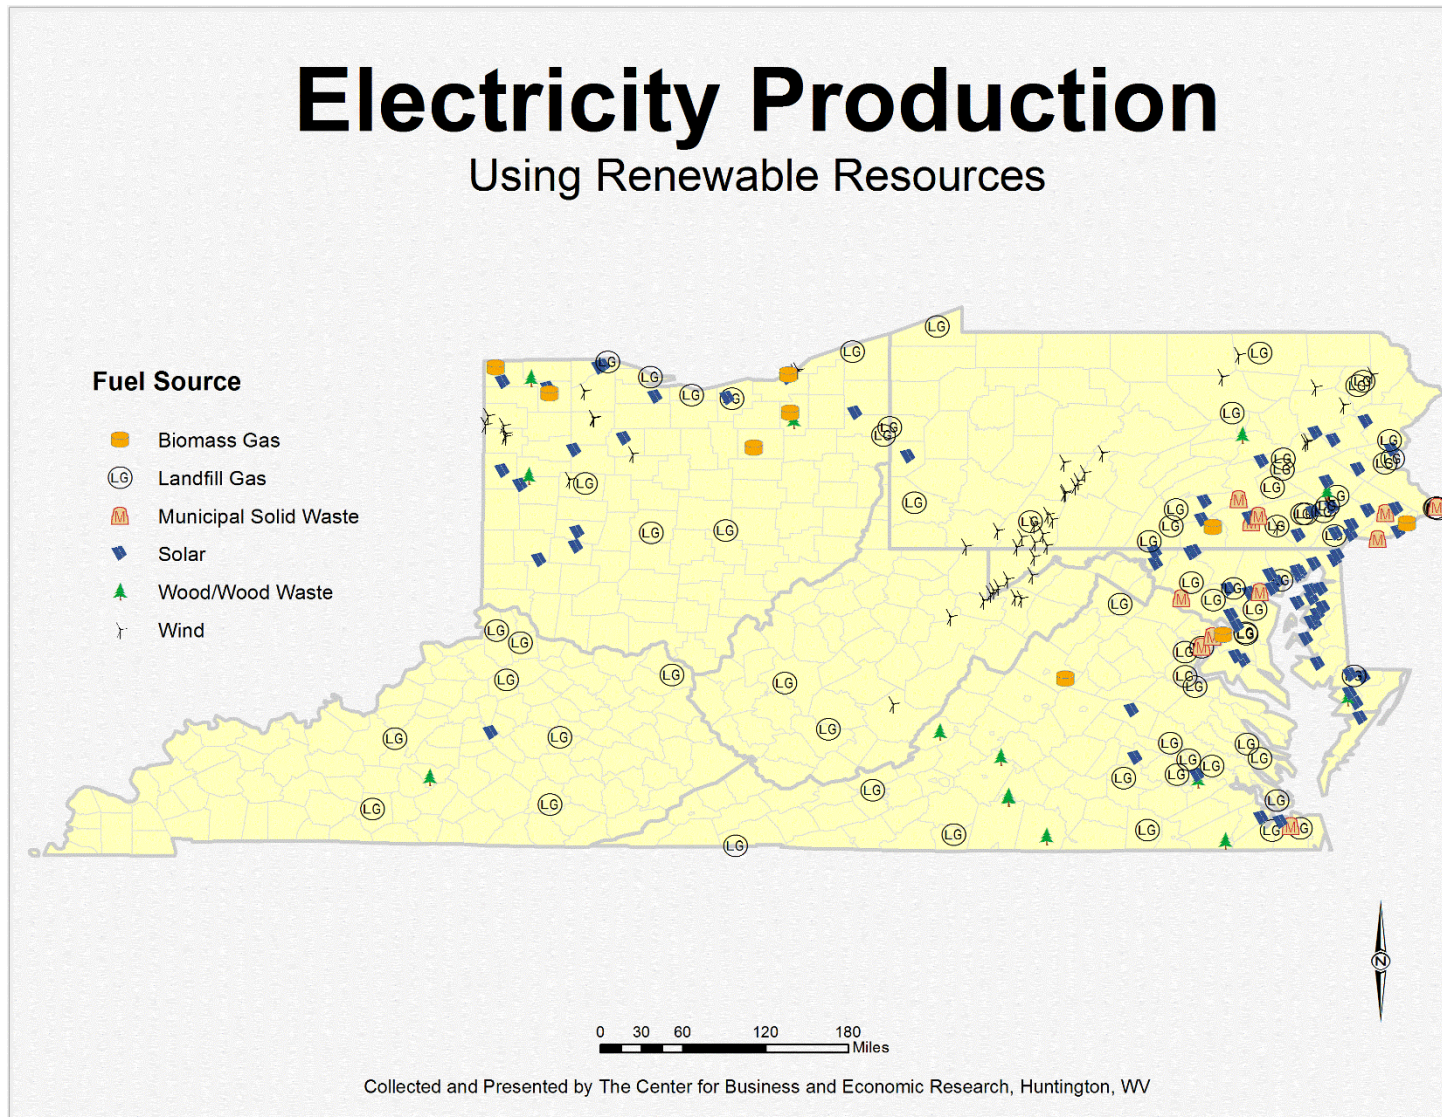 Electricity Production
Using Renewable Resources
Fuel Source
Biomass Gas
LG Landfill Gas
M Municipal Solid Waste
Solar
Wood/Wood Waste
Wind
N
0 30 60 120 180
Miles
Collected and Presented by The Center for Business and Economic Research, Huntington, WV